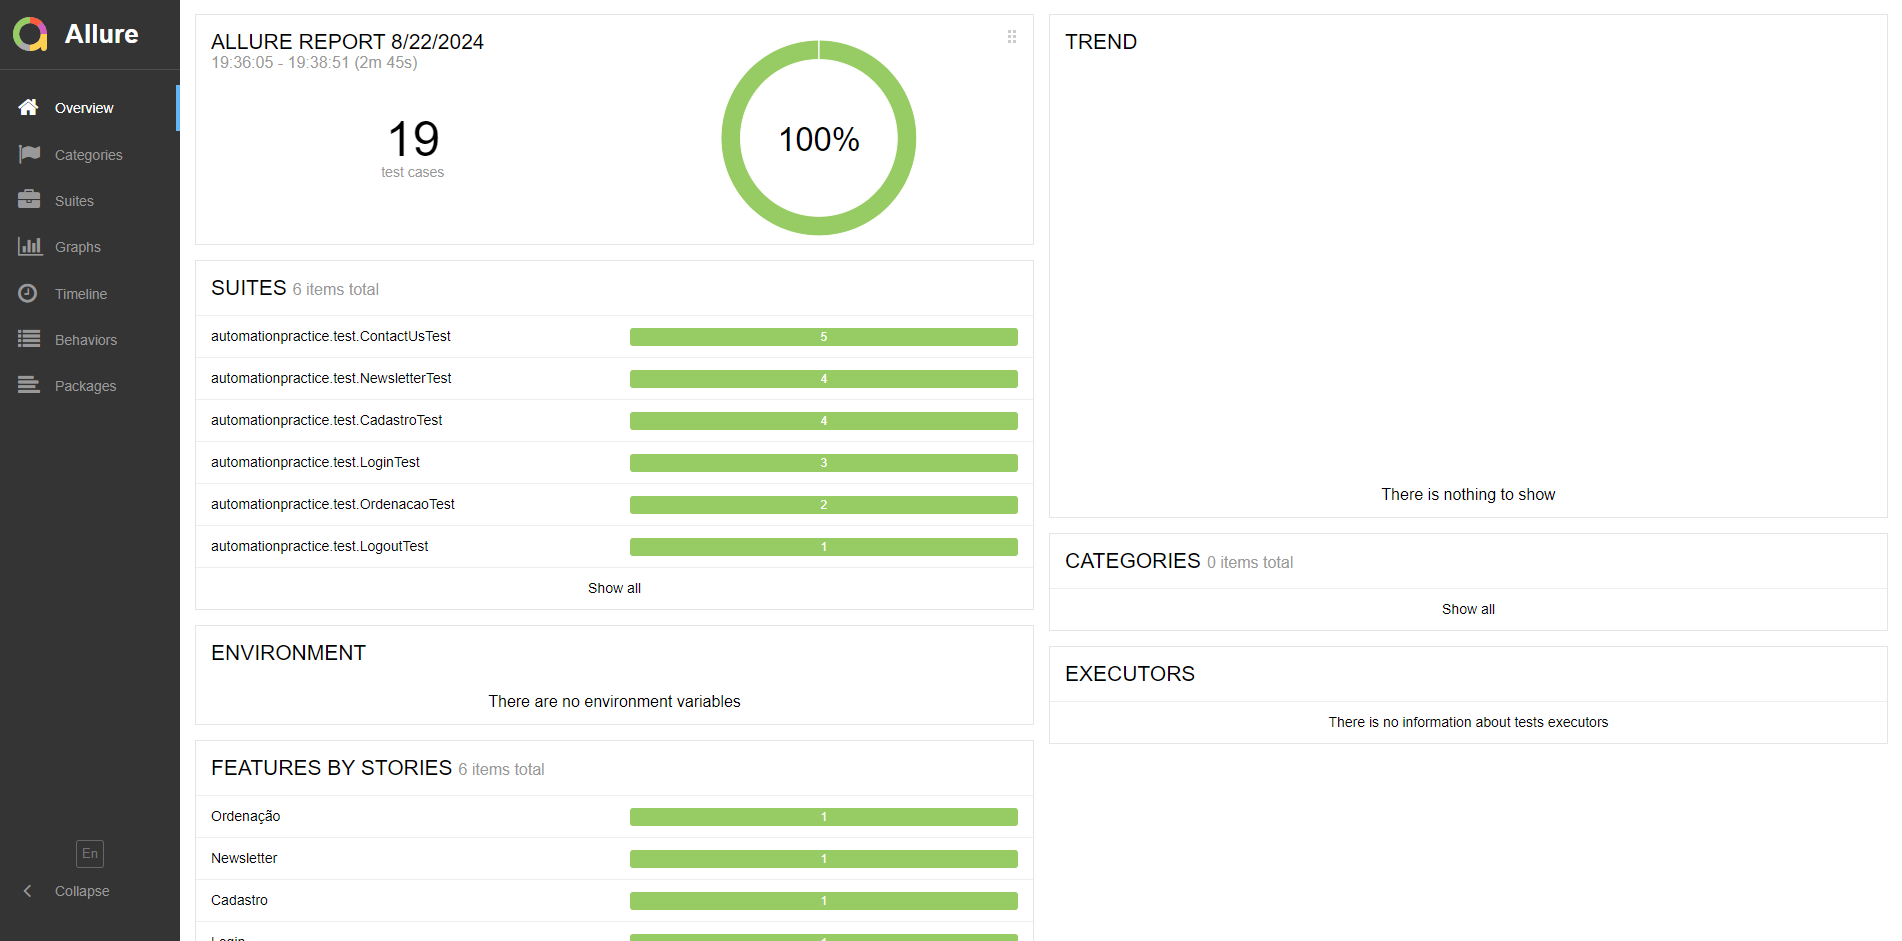 Allure
Overview
Categories
Suites
Graphs
Timeline
Behaviors
Packages
En
Collapse
ALLURE REPORT 8/22/2024
19:36:05 - 19:38:51 (2m 45s)
19
test cases
100%
SUITES 6 items total
automationpractice.test.ContactUsTest 5
automationpractice.test.NewsletterTest 4
automationpractice.test.CadastroTest 4
automationpractice.test.LoginTest 3
automationpractice.test.OrdenacaoTest 2
automationpractice.test.LogoutTest 1
Show all
ENVIRONMENT
There are no environment variables
FEATURES BY STORIES 6 items total
Ordenação 1
Newsletter 1
Cadastro 1
Login 1
TREND
There is nothing to show
CATEGORIES 0 items total
Show all
EXECUTORS
There is no information about tests executors